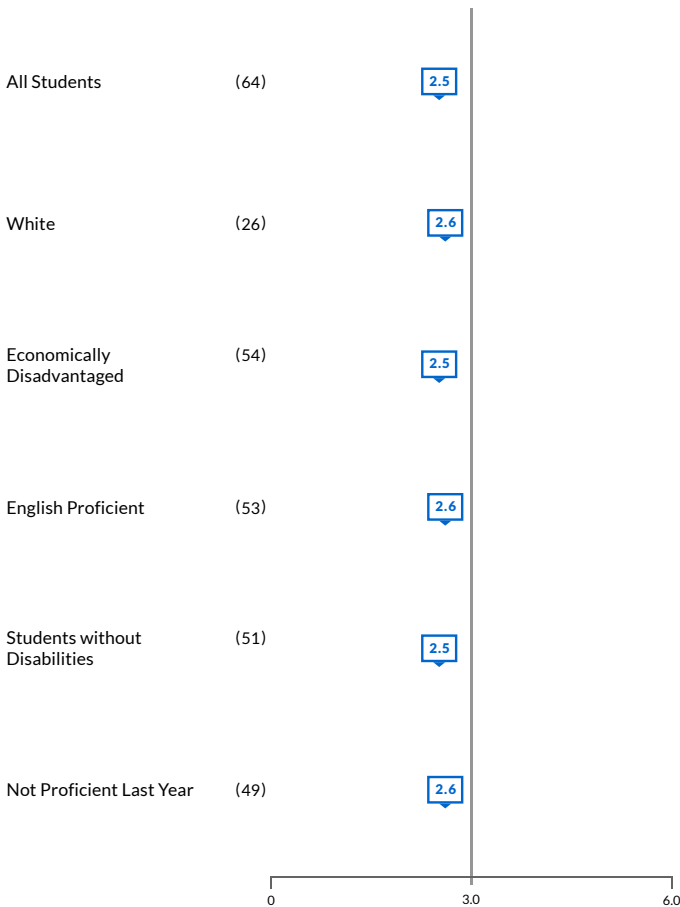 All Students (64) 2.5
White (26) 2.6
Economically (54) 2.5
Disadvantaged
English Proficient (53) 2.6
Students without (51) 2.5
Disabilities
Not Proficient Last Year (49) 2.6
0 3.0 6.0